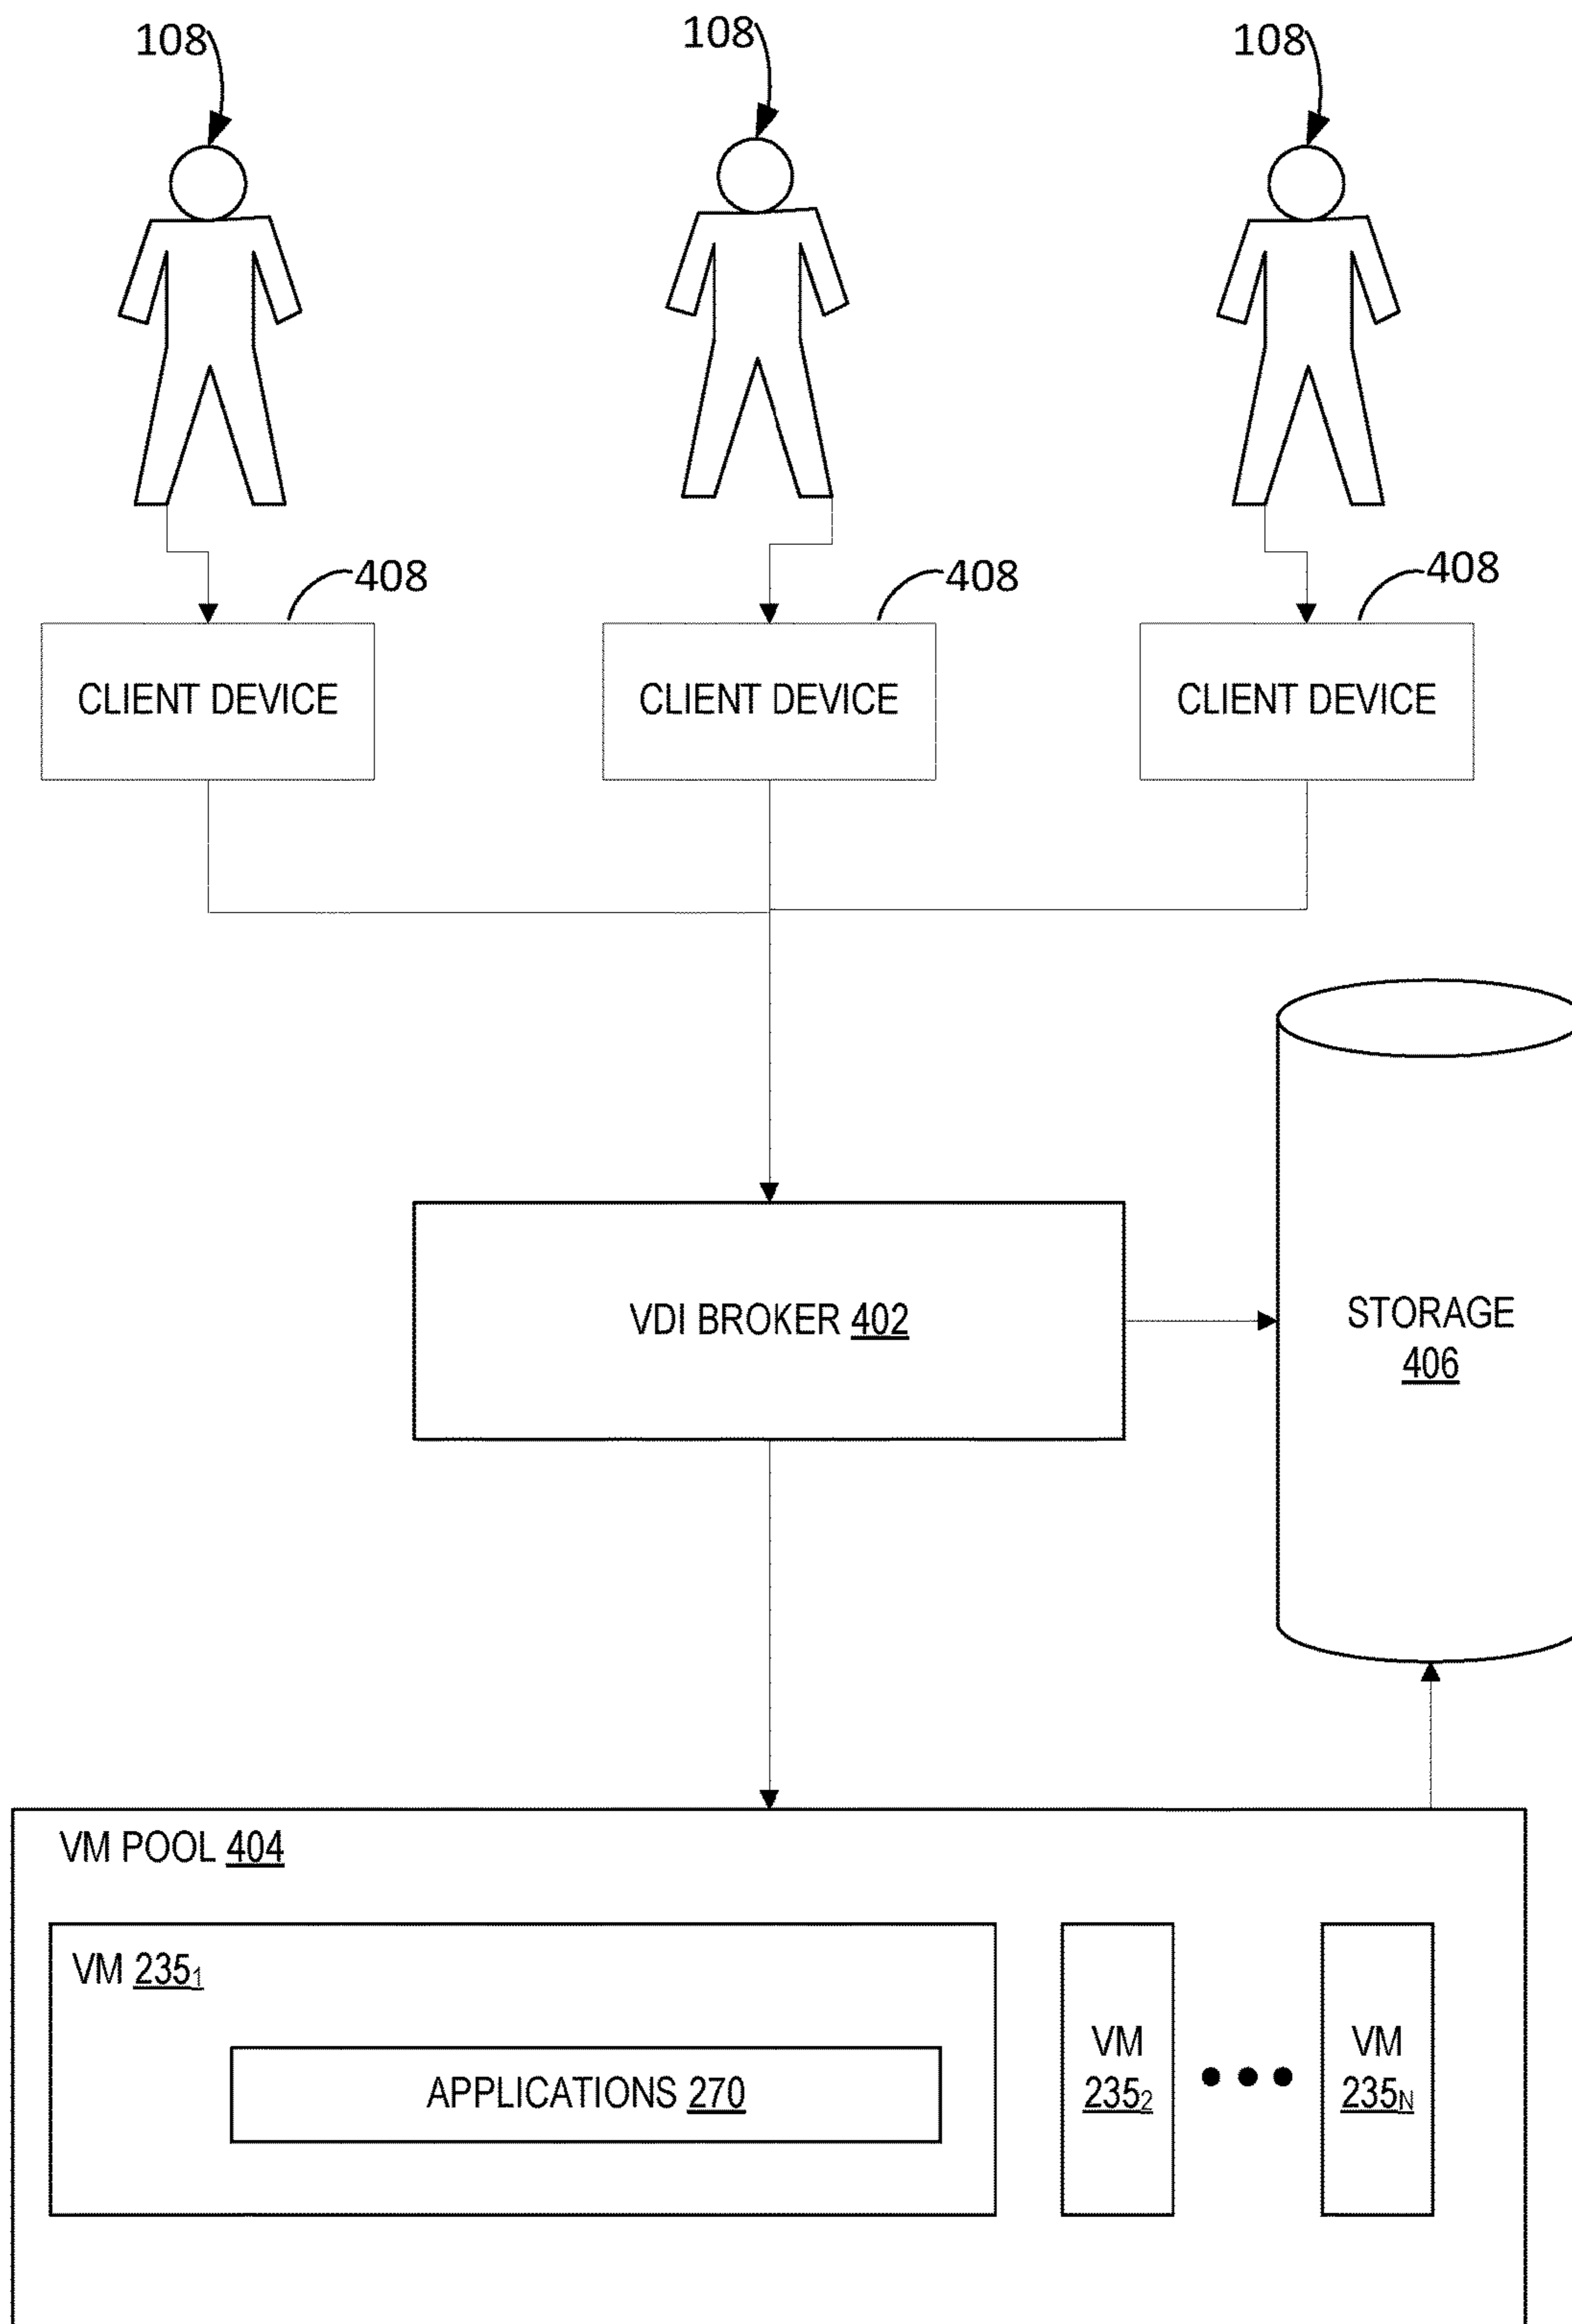 108
108
108
408
408
408
CLIENT DEVICE
CLIENT DEVICE
CLIENT DEVICE
VDI BROKER 402
STORAGE
406
VM POOL 404
VM 235₁
APPLICATIONS 270
VM
235₂
VM
235ₙ